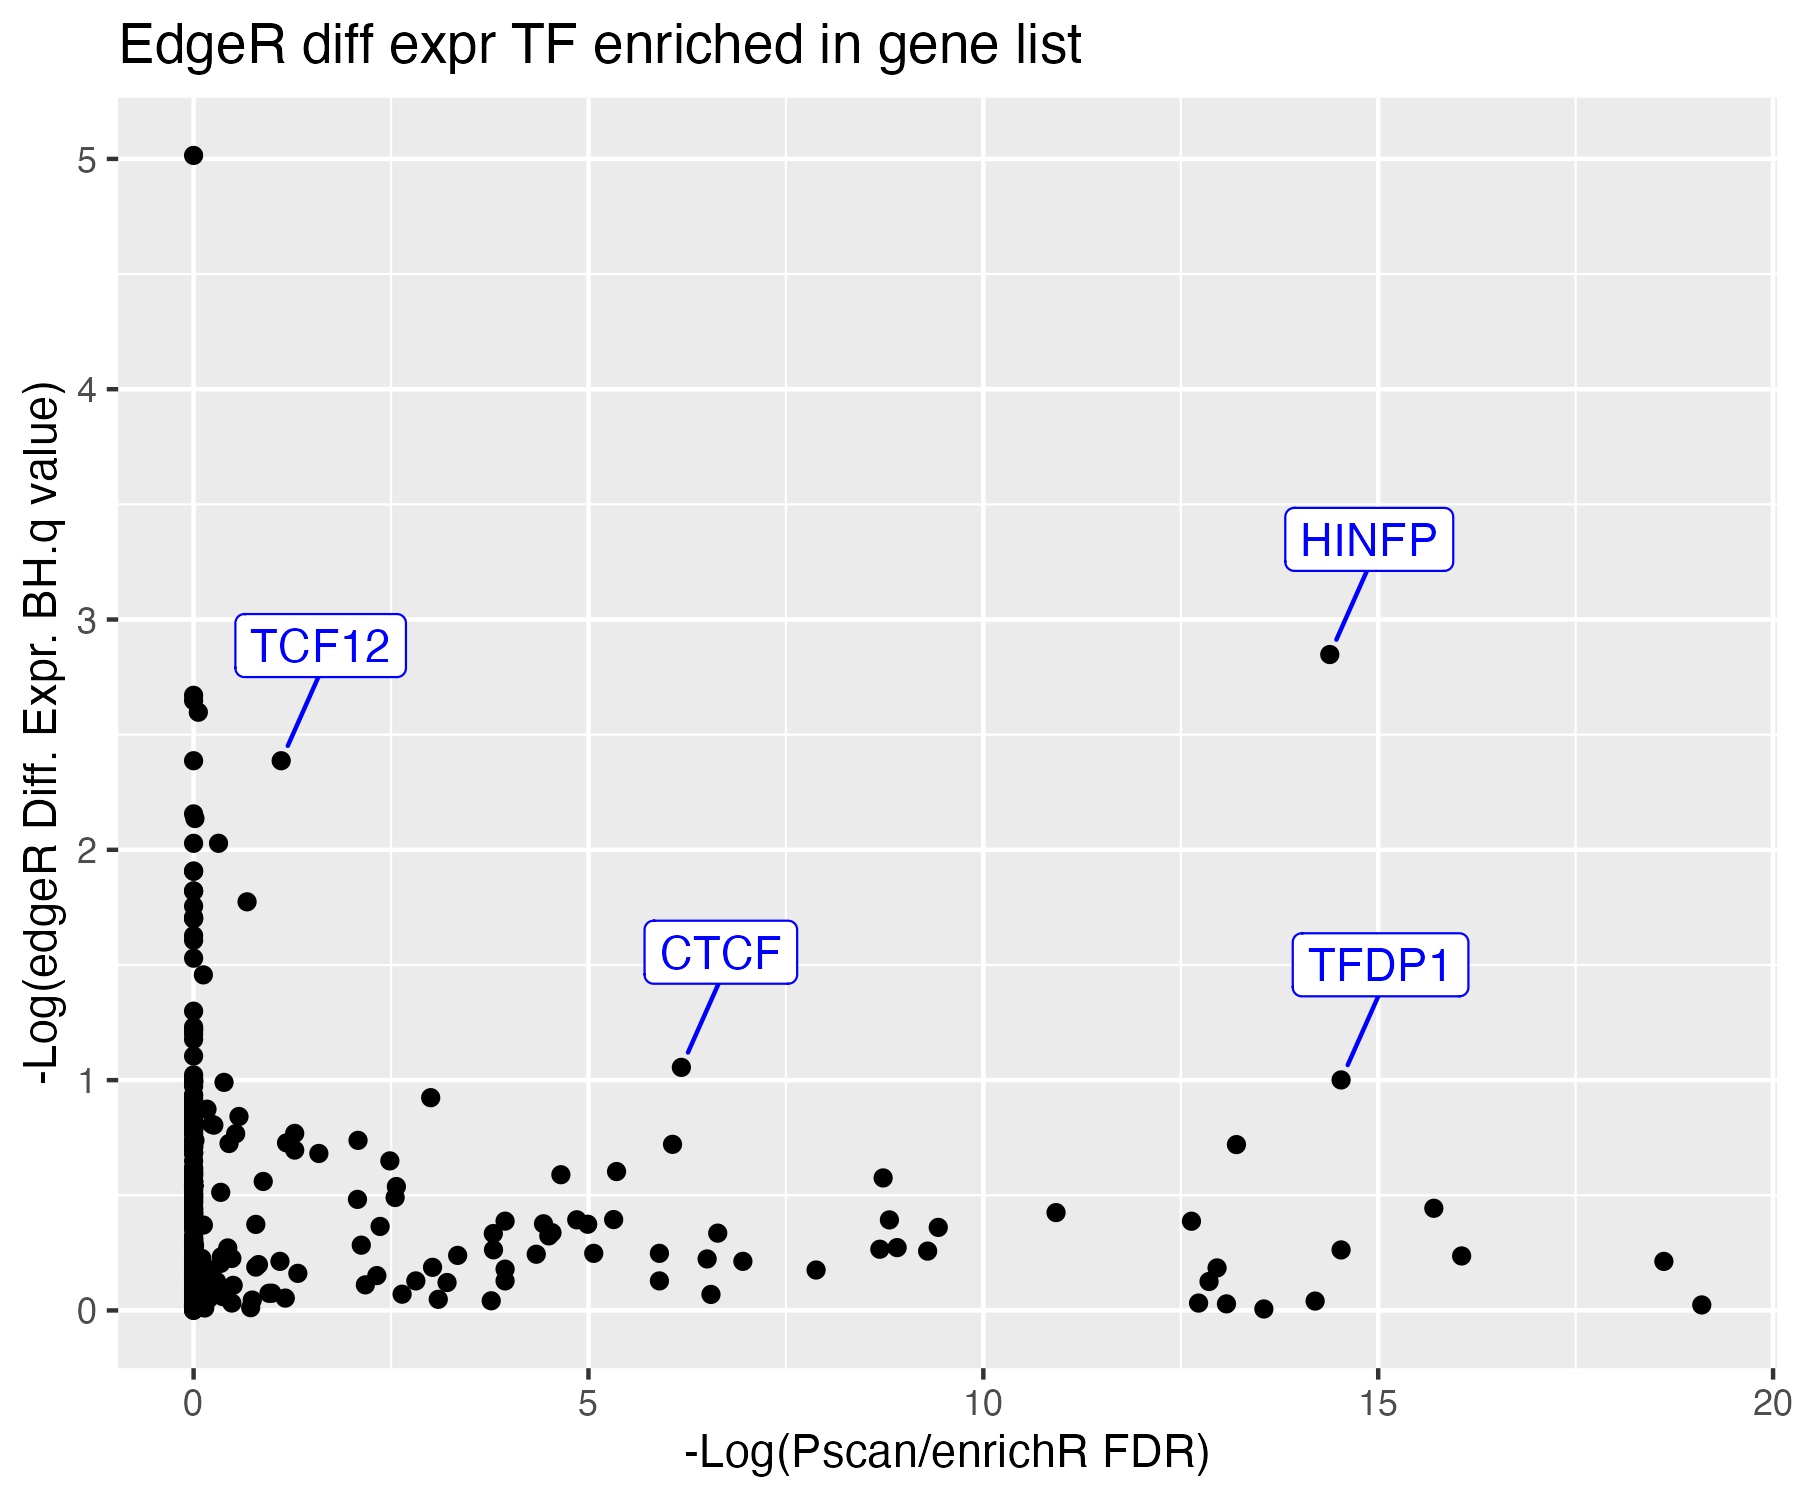 EdgeR diff expr TF enriched in gene list
-Log(edgeR Diff. Expr. BH.q value)
5
4
3
2
1
0
HINFP
TCF12
CTCF
TFDP1
0 5 10 15 20
-Log(Pscan/enrichR FDR)